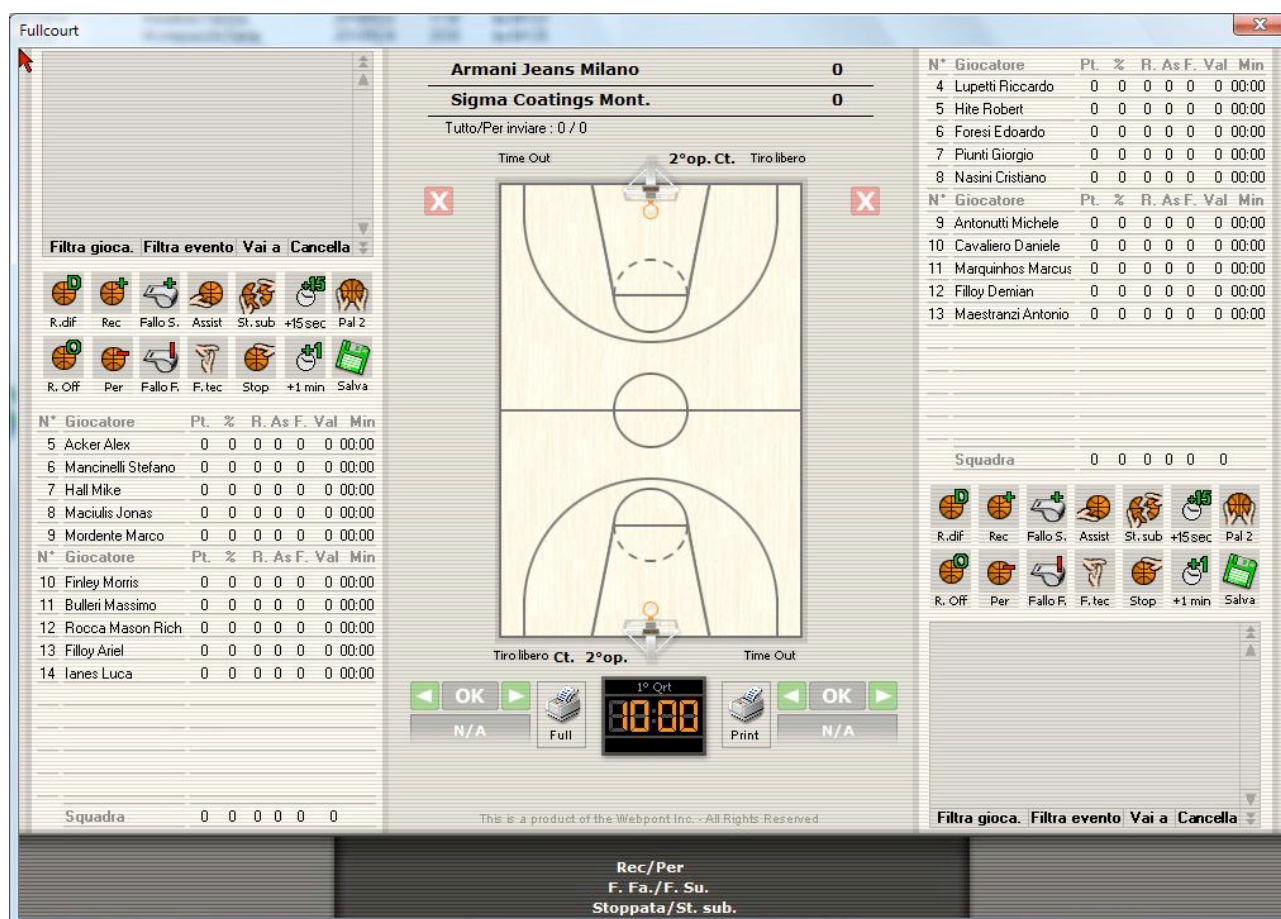 Fullcourt
Filtra gioca. Filtra evento Vai a Cancella
R.dif Rec Fallo S. Assist St.sub +15sec Pal 2
R. Off Per Fallo F. F.tec Stop +1 min Salva
N° Giocatore Pt. % R. As F. Val Min
5 Acker Alex 0 0 0 0 0 0 00:00
6 Mancinelli Stefano 0 0 0 0 0 0 00:00
7 Hall Mike 0 0 0 0 0 0 00:00
8 Maciulis Jonas 0 0 0 0 0 0 00:00
9 Mordente Marco 0 0 0 0 0 0 00:00
N° Giocatore Pt. % R. As F. Val Min
10 Finley Morris 0 0 0 0 0 0 00:00
11 Bulleri Massimo 0 0 0 0 0 0 00:00
12 Rocca Mason Rich 0 0 0 0 0 0 00:00
13 Filloy Ariel 0 0 0 0 0 0 00:00
14 Ianes Luca 0 0 0 0 0 0 00:00
Squadra 0 0 0 0 0 0
Armani Jeans Milano 0
Sigma Coatings Mont. 0
Tutto/Per inviare : 0 / 0
Time Out 2°op. Ct. Tiro libero
X X
Tiro libero Ct. 2°op. Time Out
OK 1° Qrt OK
N/A Full 10:00 Print N/A
This is a product of the Webpont Inc. - All Rights Reserved
N° Giocatore Pt. % R. As F. Val Min
4 Lupetti Riccardo 0 0 0 0 0 0 00:00
5 Hite Robert 0 0 0 0 0 0 00:00
6 Foresi Edoardo 0 0 0 0 0 0 00:00
7 Piunti Giorgio 0 0 0 0 0 0 00:00
8 Nasini Cristiano 0 0 0 0 0 0 00:00
N° Giocatore Pt. % R. As F. Val Min
9 Antonutti Michele 0 0 0 0 0 0 00:00
10 Cavaliero Daniele 0 0 0 0 0 0 00:00
11 Marquinhos Marcus 0 0 0 0 0 0 00:00
12 Filloy Demian 0 0 0 0 0 0 00:00
13 Maestranzi Antonio 0 0 0 0 0 0 00:00
Squadra 0 0 0 0 0 0
R.dif Rec Fallo S. Assist St.sub +15sec Pal 2
R. Off Per Fallo F. F.tec Stop +1 min Salva
Filtra gioca. Filtra evento Vai a Cancella
Rec/Per
F. Fa./F. Su.
Stoppata/St. sub.